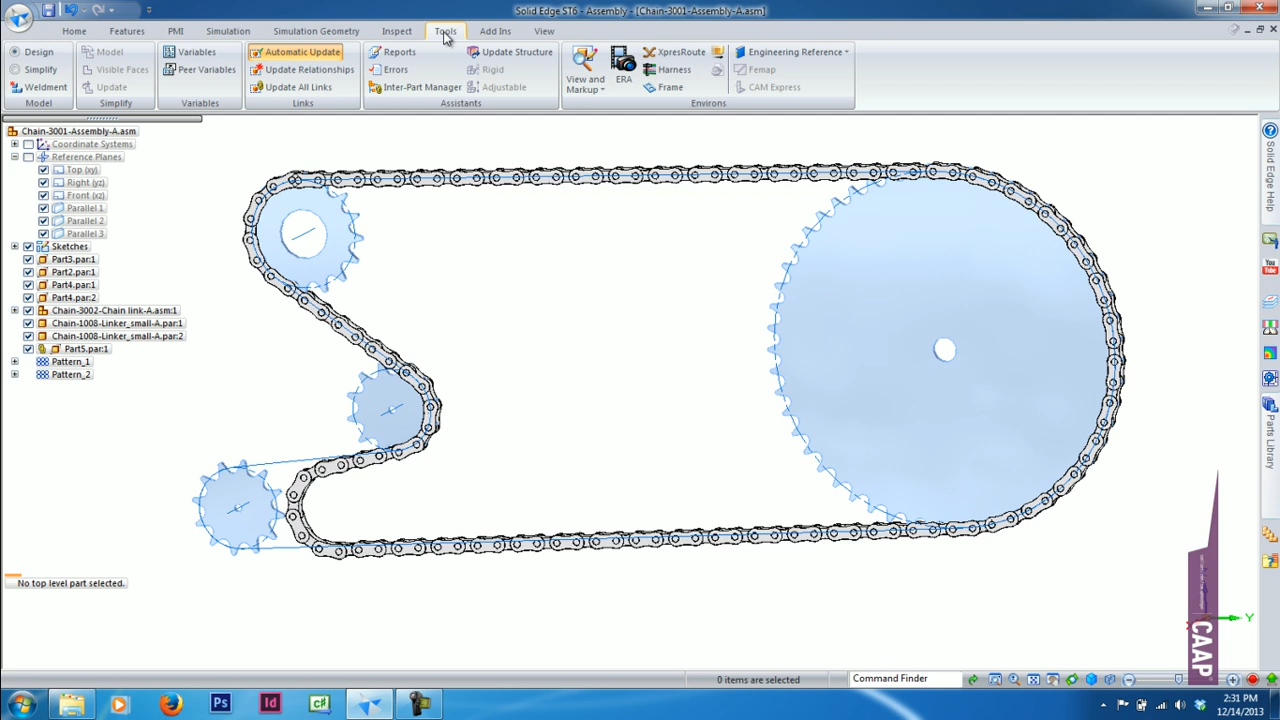 Solid Edge ST6 - Assembly - [Chain-3001-Assembly-A.asm]
Home Features PMI Simulation Simulation Geometry Inspect Tools Add Ins View
Design Model Variables Automatic Update Reports Update Structure XpresRoute Engineering Reference
Simplify Visible Faces Peer Variables Update Relationships Errors Rigid View and Markup ERA Harness Femap
Weldment Update Update All Links Inter-Part Manager Adjustable Frame CAM Express
Model Simplify Variables Links Assistants Environs
Chain-3001-Assembly-A.asm
Coordinate Systems
Reference Planes
Top (xy)
Right (yz)
Front (xz)
Parallel 1
Parallel 2
Parallel 3
Sketches
Part3.par:1
Part2.par:1
Part4.par:1
Part4.par:2
Chain-3002-Chain link-A.asm:1
Chain-1008-Linker_small-A.par:1
Chain-1008-Linker_small-A.par:2
Part5.par:1
Pattern_1
Pattern_2
No top level part selected.
Solid Edge Help
You Tube
Parts Library
Y
CAAP
0 items are selected Command Finder
Ps Id C#
2:31 PM
12/14/2013